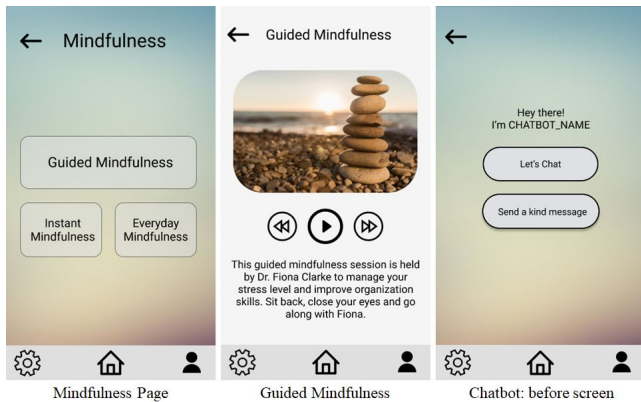 Mindfulness
Guided Mindfulness
Instant
Mindfulness
Everyday
Mindfulness
Guided Mindfulness
This guided mindfulness session is held
by Dr. Fiona Clarke to manage your
stress level and improve organization
skills. Sit back, close your eyes and go
along with Fiona.
Hey there!
I'm CHATBOT_NAME
Let's Chat
Send a kind message
Mindfulness Page
Guided Mindfulness
Chatbot: before screen